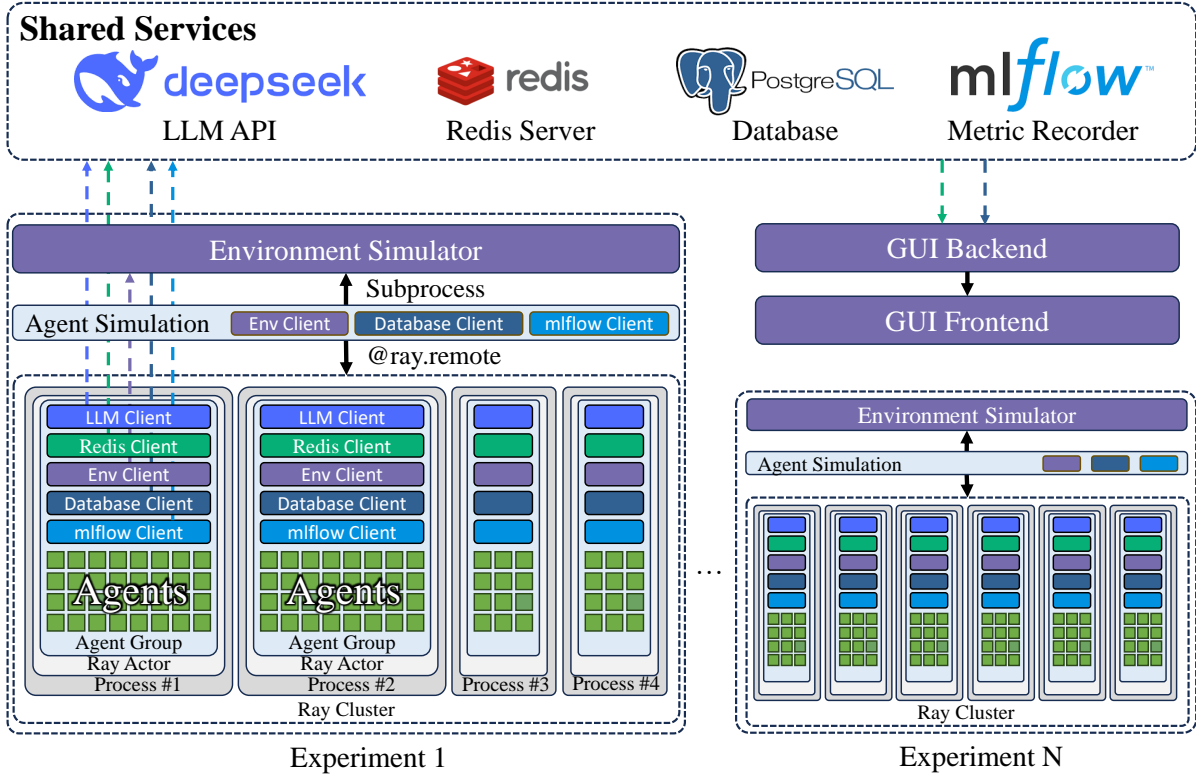 Shared Services
deepseek
redis
PostgreSQL
mlflow™
LLM API
Redis Server
Database
Metric Recorder
Environment Simulator
Subprocess
Agent Simulation
Env Client
Database Client
mlflow Client
@ray.remote
LLM Client
Redis Client
Env Client
Database Client
mlflow Client
Agents
Agent Group
Ray Actor
Process #1
LLM Client
Redis Client
Env Client
Database Client
mlflow Client
Agents
Agent Group
Ray Actor
Process #2
Process #3
Process #4
Ray Cluster
Experiment 1
...
GUI Backend
GUI Frontend
Environment Simulator
Agent Simulation
Ray Cluster
Experiment N